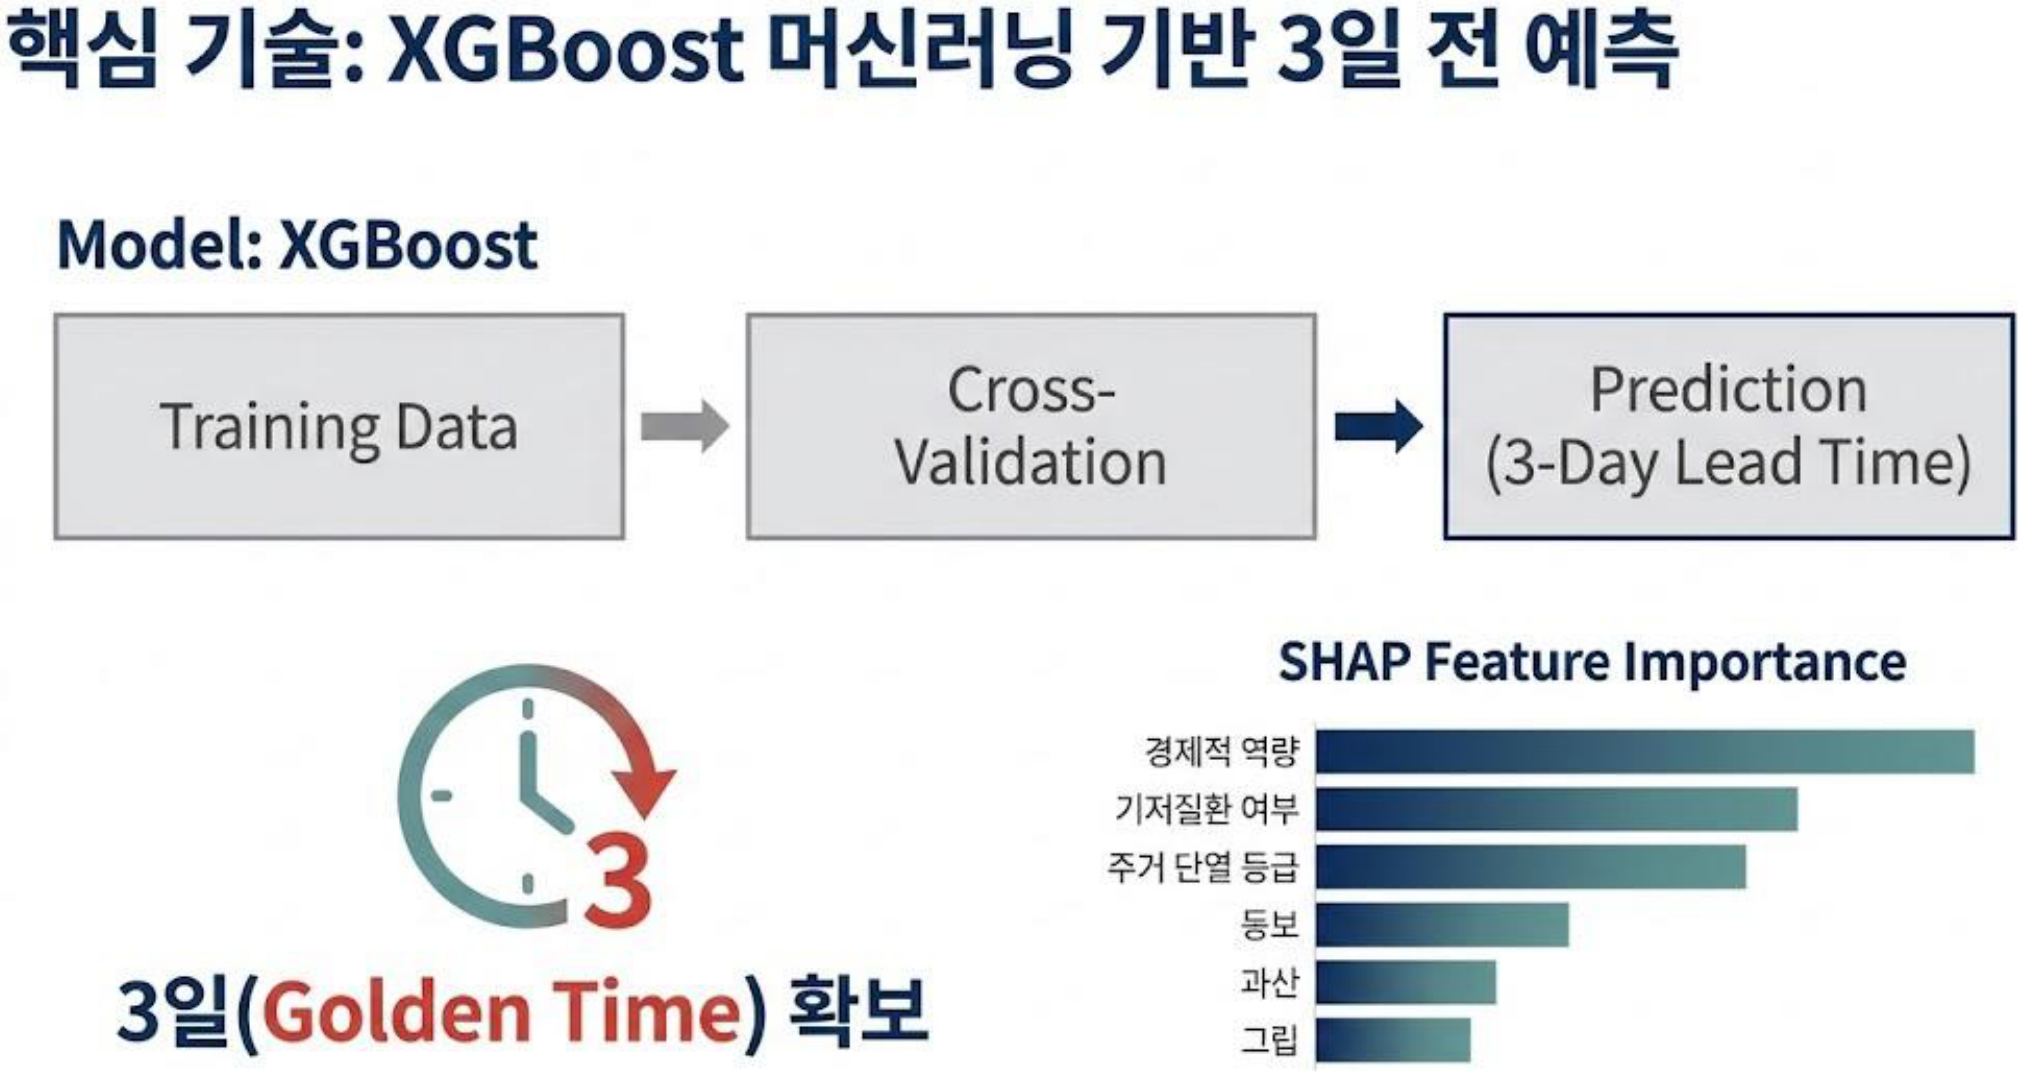 핵심 기술: XGBoost 머신러닝 기반 3일 전 예측
Model: XGBoost
Training Data
Cross-
Validation
Prediction
(3-Day Lead Time)
3
3일(Golden Time) 확보
SHAP Feature Importance
경제적 역량
기저질환 여부
주거 단열 등급
동보
과산
그립